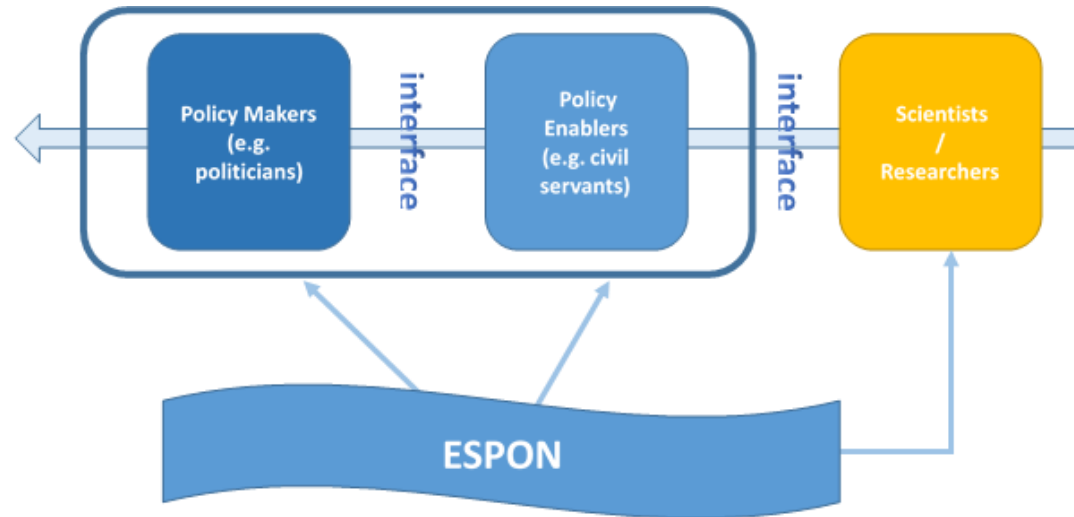 Policy Makers
(e.g.
politicians)
interface
Policy
Enablers
(e.g. civil
servants)
interface
Scientists
/
Researchers
ESPON